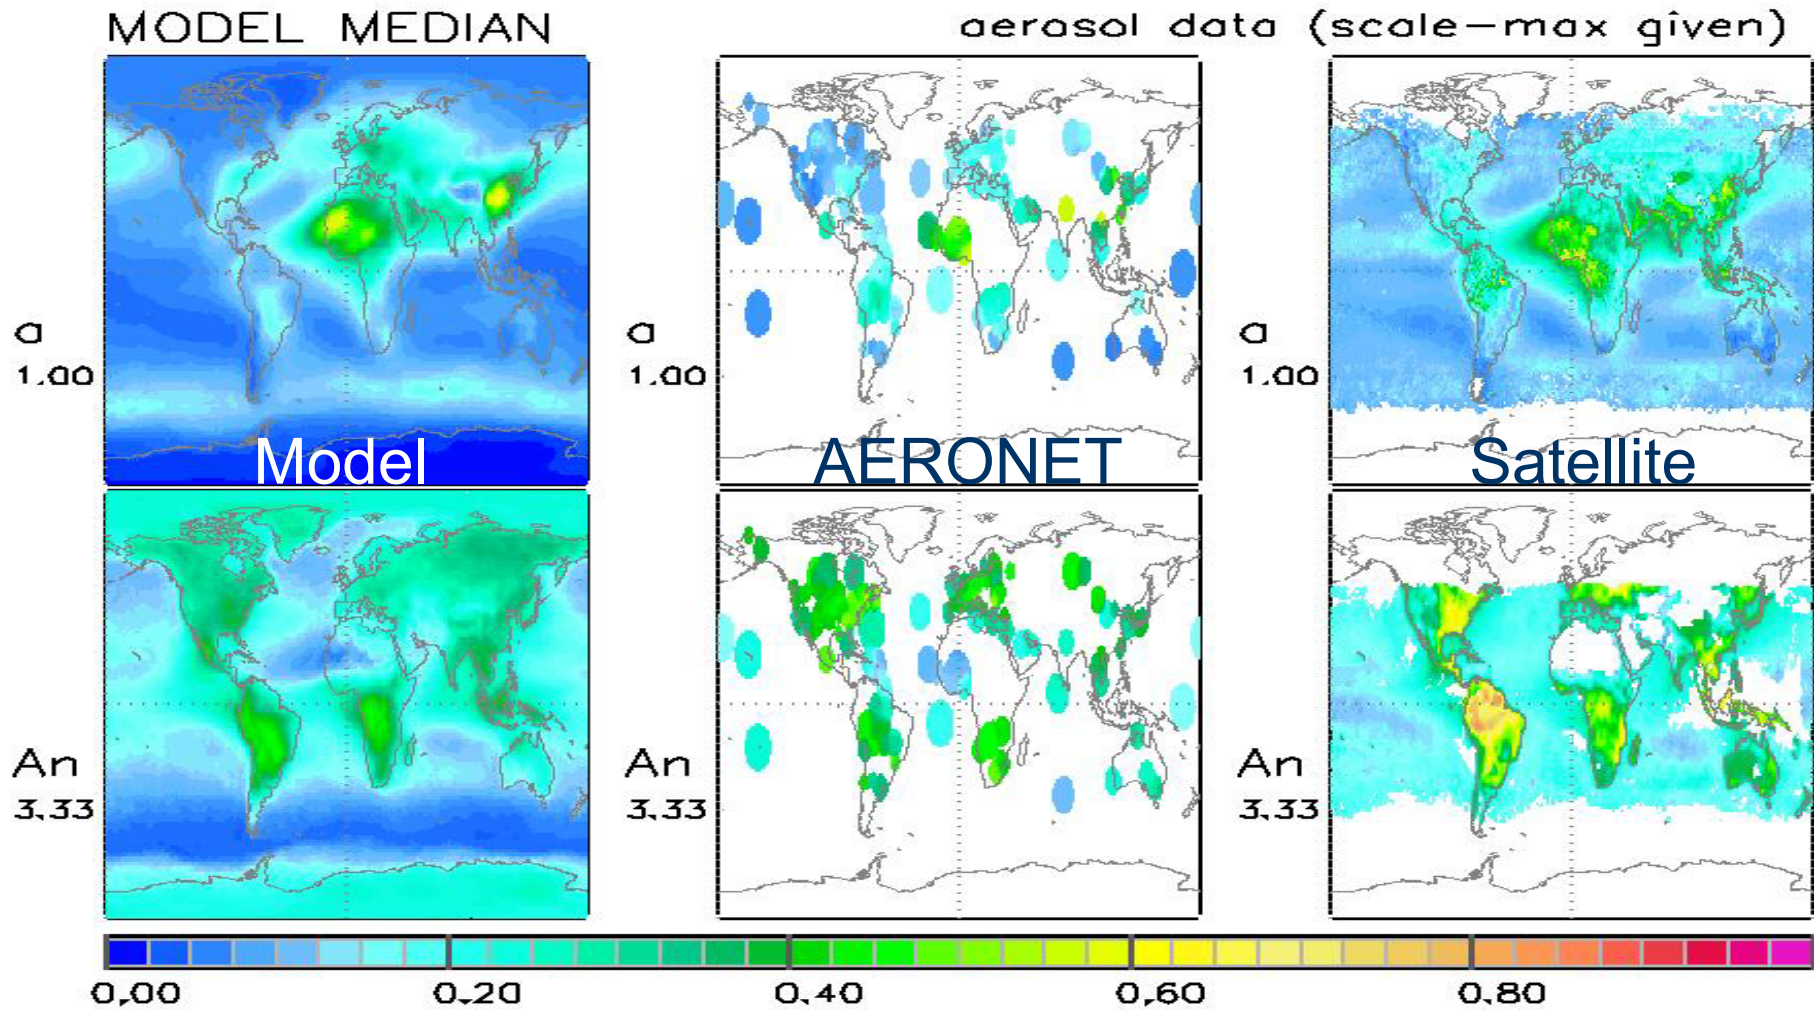 MODEL MEDIAN
aerosol data (scale-max given)
a
1.00
a
1.00
a
1.00
Model
AERONET
Satellite
An
3.33
An
3.33
An
3.33
0.00 0.20 0.40 0.60 0.80